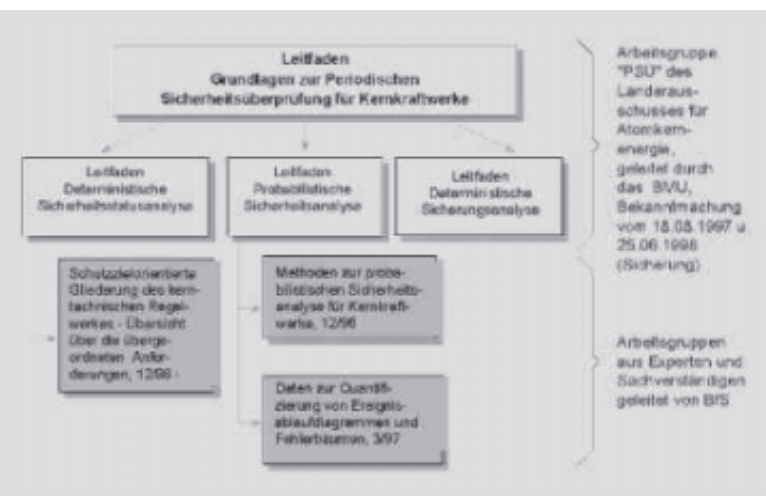 Leitfaden
Grundlagen zur Periodischen
Sicherheitsüberprüfung für Kernkraftwerke
Leitfaden
Deterministische
Sicherheitsstatusanalyse
Leitfaden
Probabilistische
Sicherheitsanalyse
Leitfaden
Deterministische
Sicherungsanalyse
Schutzzielorientierte
Gliederung des kern-
technischen Regel-
werkes - Übersicht
über die überge-
ordneten Anfor-
derungen, 12/96 -
Methoden zur probe-
bilistischen Sicherheits-
analyse für Kernkraft-
werke, 12/96
Daten zur Quantifi-
zierung von Ereignis-
ablaufdiagrammen und
Fehlerbäumen, 3/97
Arbeitsgruppe
"PSÜ" des
Länderaus-
schusses für
Atomkern-
energie,
geleitet durch
das BMU,
Bekanntmachung
vom 18.08.1997 u.
25.06.1998
(Sicherung)
Arbeitsgruppen
aus Experten und
Sachverständigen
geleitet von BfS